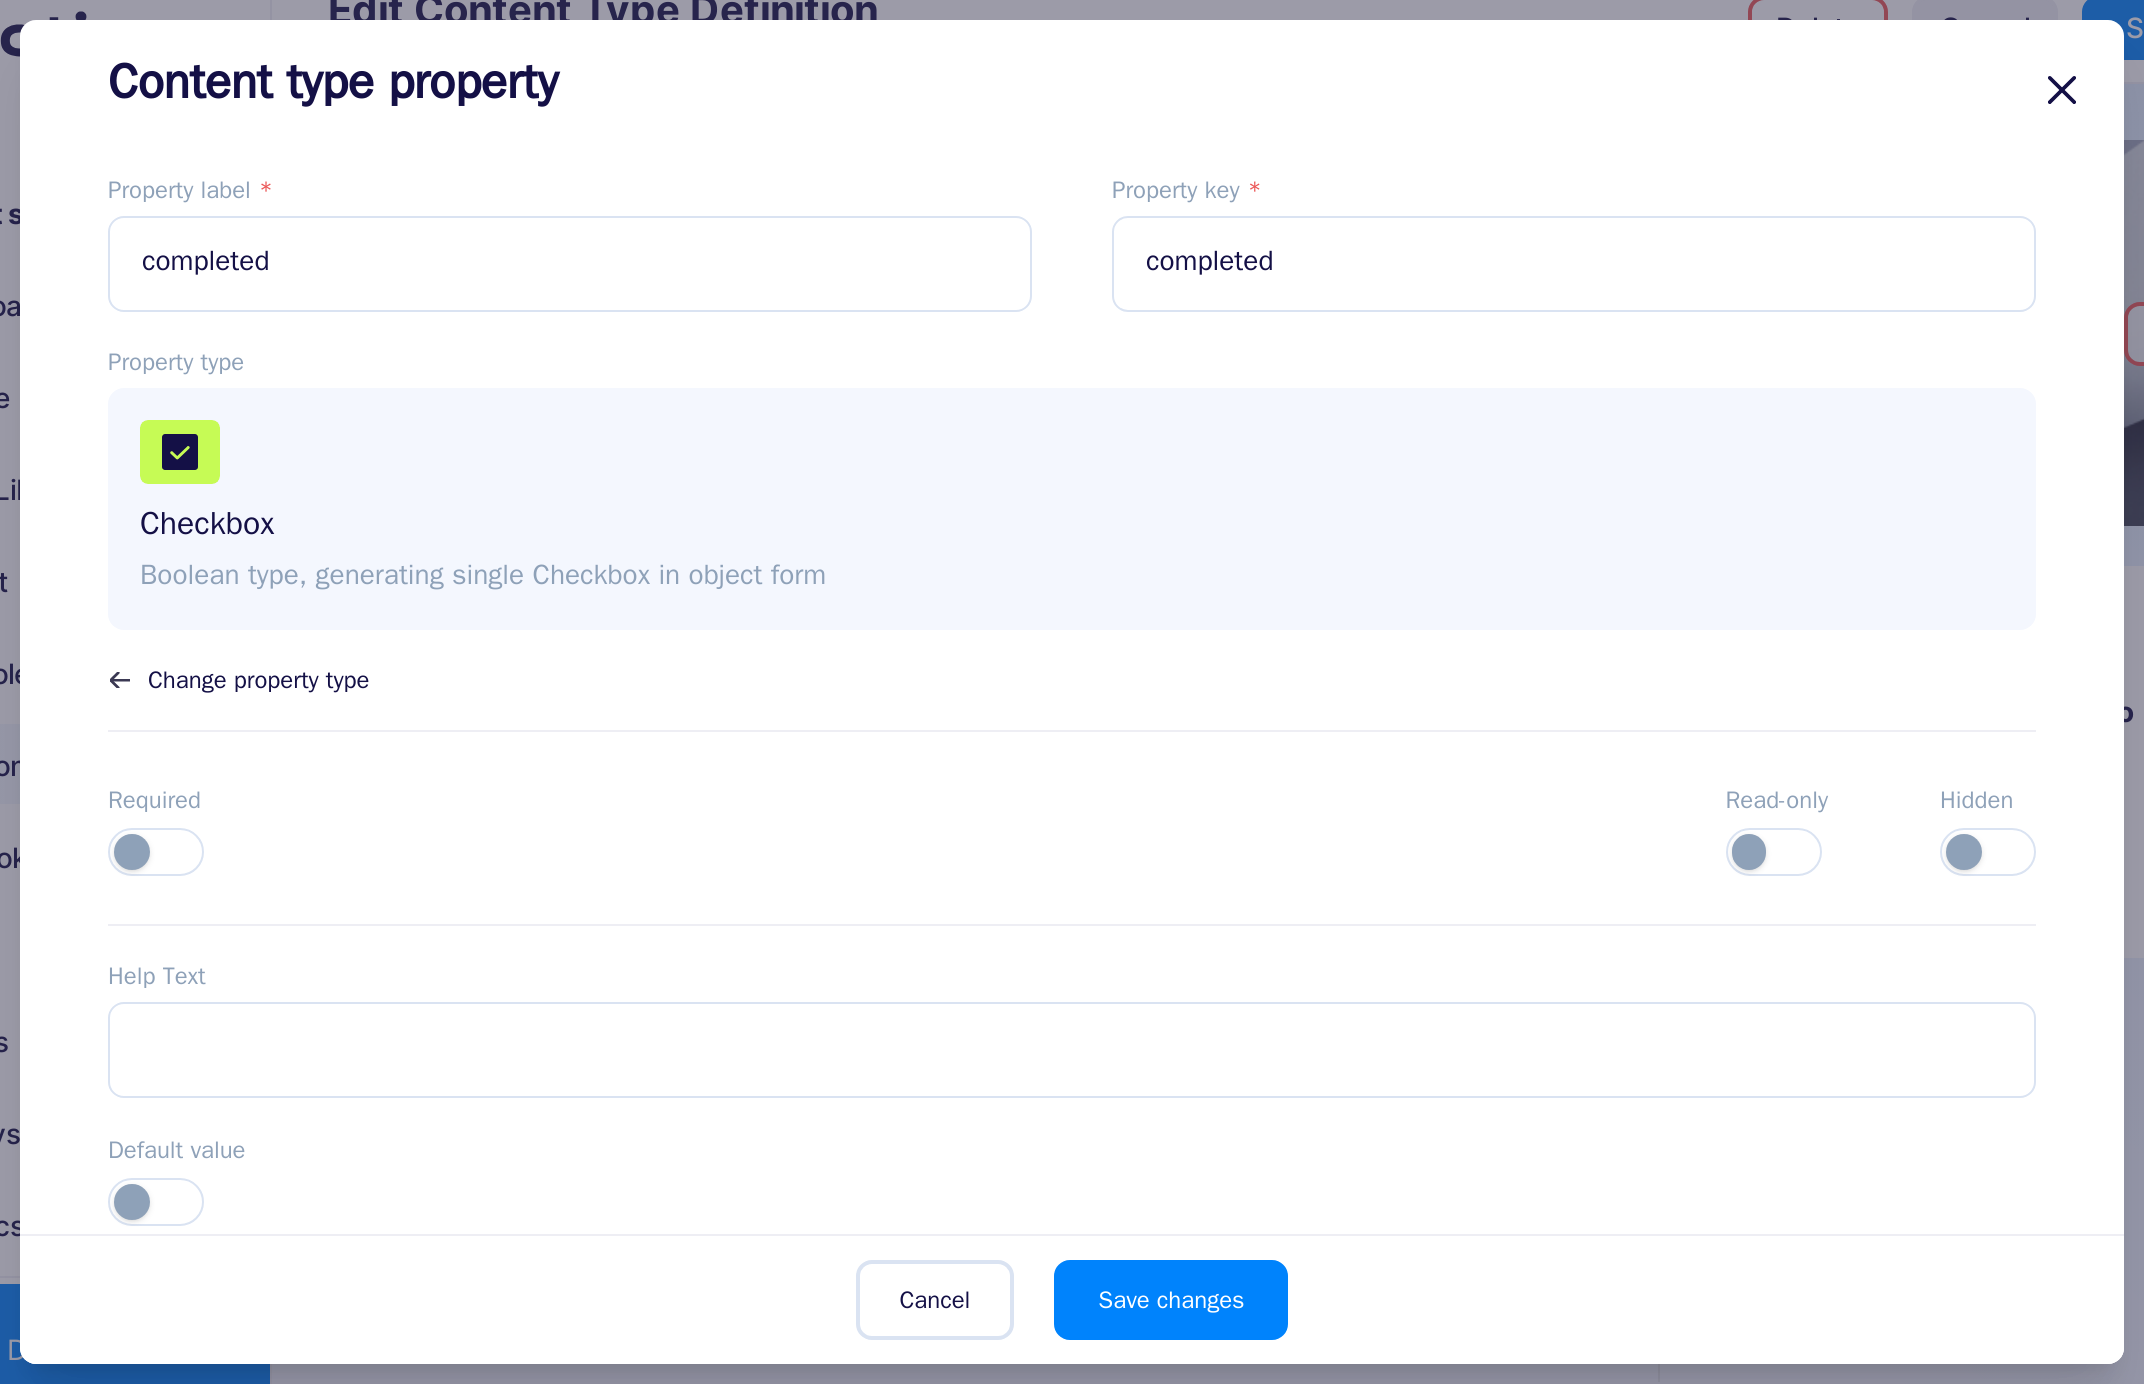 Edit Content Type Definition
Content type property
Property label *
Property key *
completed
completed
Property type
Checkbox
Boolean type, generating single Checkbox in object form
Change property type
Required
Read-only
Hidden
Help Text
Default value
Cancel
Save changes